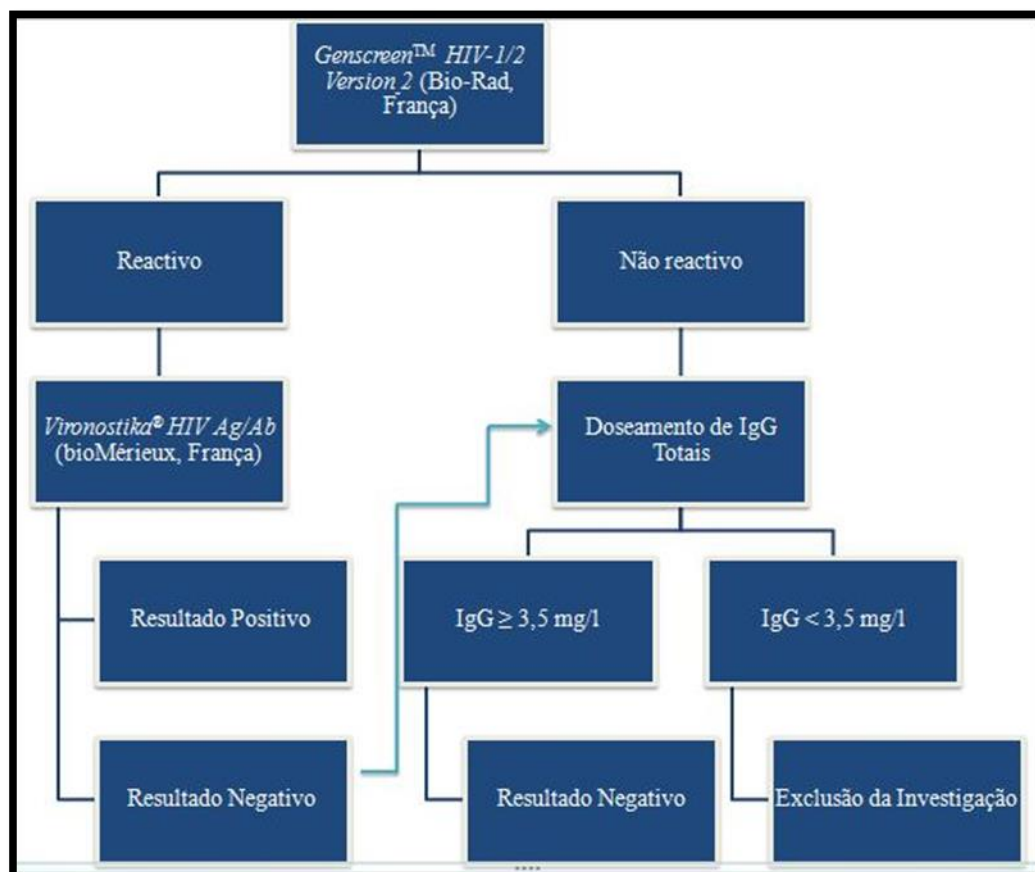 Genscreen™ HIV-1/2
Version 2 (Bio-Rad,
França)
Reactivo
Não reactivo
Vironostika® HIV Ag/Ab
(bioMérieux, França)
Doseamento de IgG
Totais
Resultado Positivo
IgG ≥ 3,5 mg/l
IgG < 3,5 mg/l
Resultado Negativo
Resultado Negativo
Exclusão da Investigação